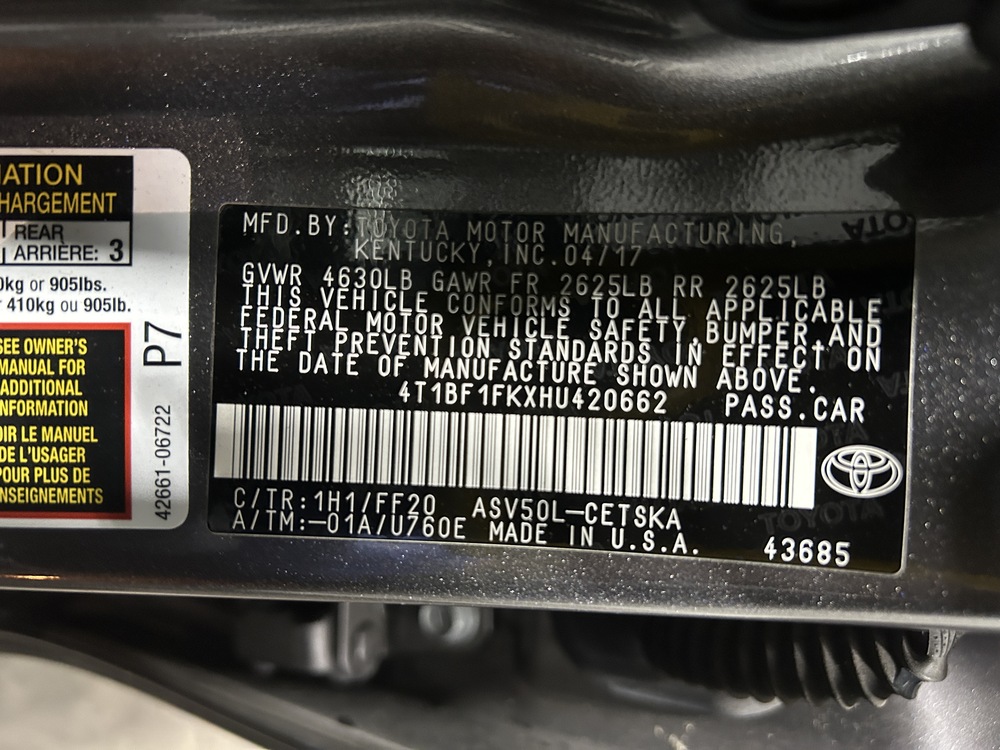 ATION
HARGEMENT
REAR
ARRIÈRE: 3
0kg or 905lbs.
410kg ou 905lb.
SEE OWNER'S
MANUAL FOR
ADDITIONAL
NFORMATION
OIR LE MANUEL
DE L'USAGER
POUR PLUS DE
NSEIGNEMENTS
P7
42661-06722
MFD.BY:TOYOTA MOTOR MANUFACTURING,
KENTUCKY,INC.04/17
GVWR 4630LB GAWR FR 2625LB RR 2625LB
THIS VEHICLE CONFORMS TO ALL APPLICABLE
FEDERAL MOTOR VEHICLE SAFETY,BUMPER,AND
THEFT PREVENTION STANDARDS IN EFFECT ON
THE DATE OF MANUFACTURE SHOWN ABOVE.
4T1BF1FKXHU420662 PASS.CAR
C/TR:1H1/FF20 ASV50L-CETSKA
A/TM:-01A/U760E MADE IN U.S.A.
43685
TOYOTA